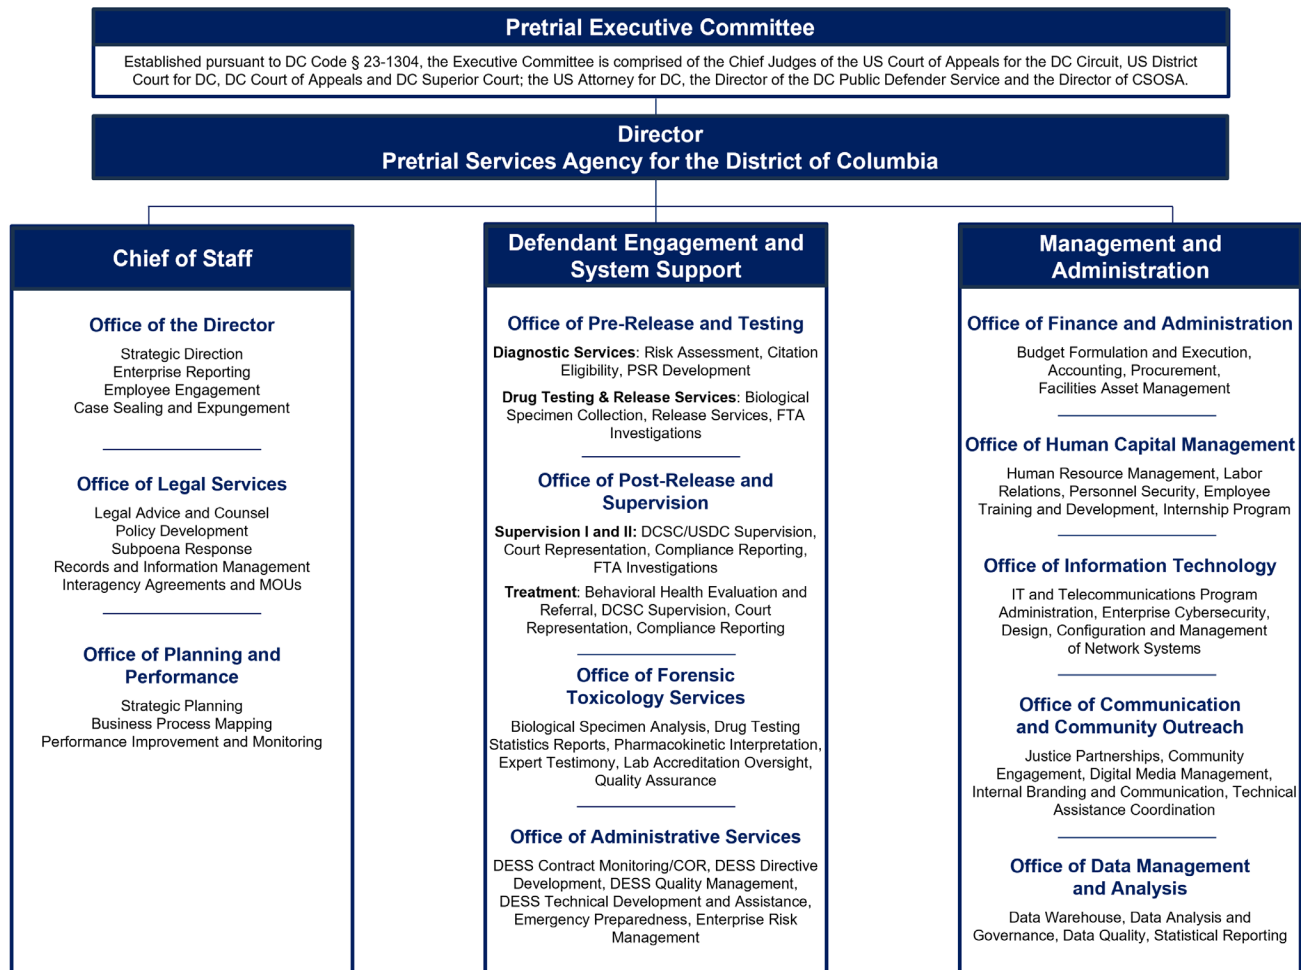 Pretrial Executive Committee
Established pursuant to DC Code § 23-1304, the Executive Committee is comprised of the Chief Judges of the US Court of Appeals for the DC Circuit, US District
Court for DC, DC Court of Appeals and DC Superior Court; the US Attorney for DC, the Director of the DC Public Defender Service and the Director of CSOSA.
Director
Pretrial Services Agency for the District of Columbia
Chief of Staff
Office of the Director
Strategic Direction
Enterprise Reporting
Employee Engagement
Case Sealing and Expungement
Office of Legal Services
Legal Advice and Counsel
Policy Development
Subpoena Response
Records and Information Management
Interagency Agreements and MOUs
Office of Planning and
Performance
Strategic Planning
Business Process Mapping
Performance Improvement and Monitoring
Defendant Engagement and
System Support
Office of Pre-Release and Testing
Diagnostic Services: Risk Assessment, Citation
Eligibility, PSR Development
Drug Testing & Release Services: Biological
Specimen Collection, Release Services, FTA
Investigations
Office of Post-Release and
Supervision
Supervision I and II: DCSC/USDC Supervision,
Court Representation, Compliance Reporting,
FTA Investigations
Treatment: Behavioral Health Evaluation and
Referral, DCSC Supervision, Court
Representation, Compliance Reporting
Office of Forensic
Toxicology Services
Biological Specimen Analysis, Drug Testing
Statistics Reports, Pharmacokinetic Interpretation,
Expert Testimony, Lab Accreditation Oversight,
Quality Assurance
Office of Administrative Services
DESS Contract Monitoring/COR, DESS Directive
Development, DESS Quality Management,
DESS Technical Development and Assistance,
Emergency Preparedness, Enterprise Risk
Management
Management and
Administration
Office of Finance and Administration
Budget Formulation and Execution,
Accounting, Procurement,
Facilities Asset Management
Office of Human Capital Management
Human Resource Management, Labor
Relations, Personnel Security, Employee
Training and Development, Internship Program
Office of Information Technology
IT and Telecommunications Program
Administration, Enterprise Cybersecurity,
Design, Configuration and Management
of Network Systems
Office of Communication
and Community Outreach
Justice Partnerships, Community
Engagement, Digital Media Management,
Internal Branding and Communication, Technical
Assistance Coordination
Office of Data Management
and Analysis
Data Warehouse, Data Analysis and
Governance, Data Quality, Statistical Reporting